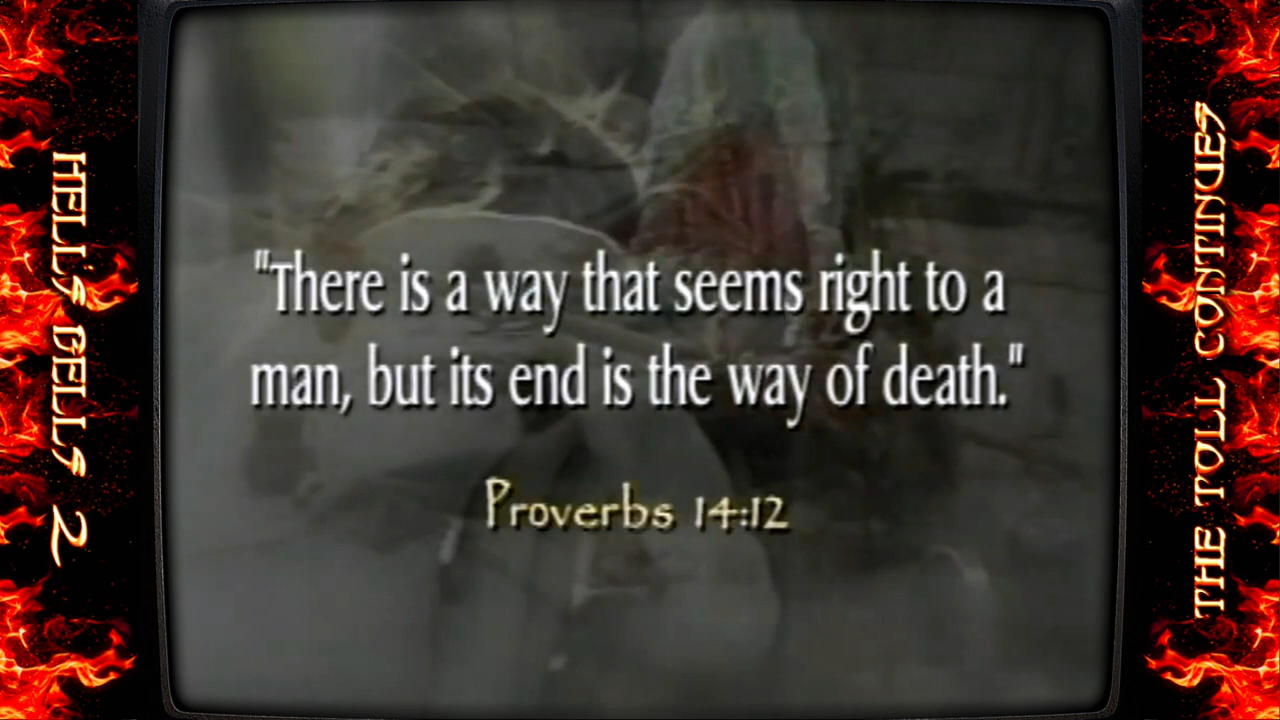 HELL'S BELLS 2
"There is a way that seems right to a
man, but its end is the way of death."
Proverbs 14:12
THE TOLL CONTINUES